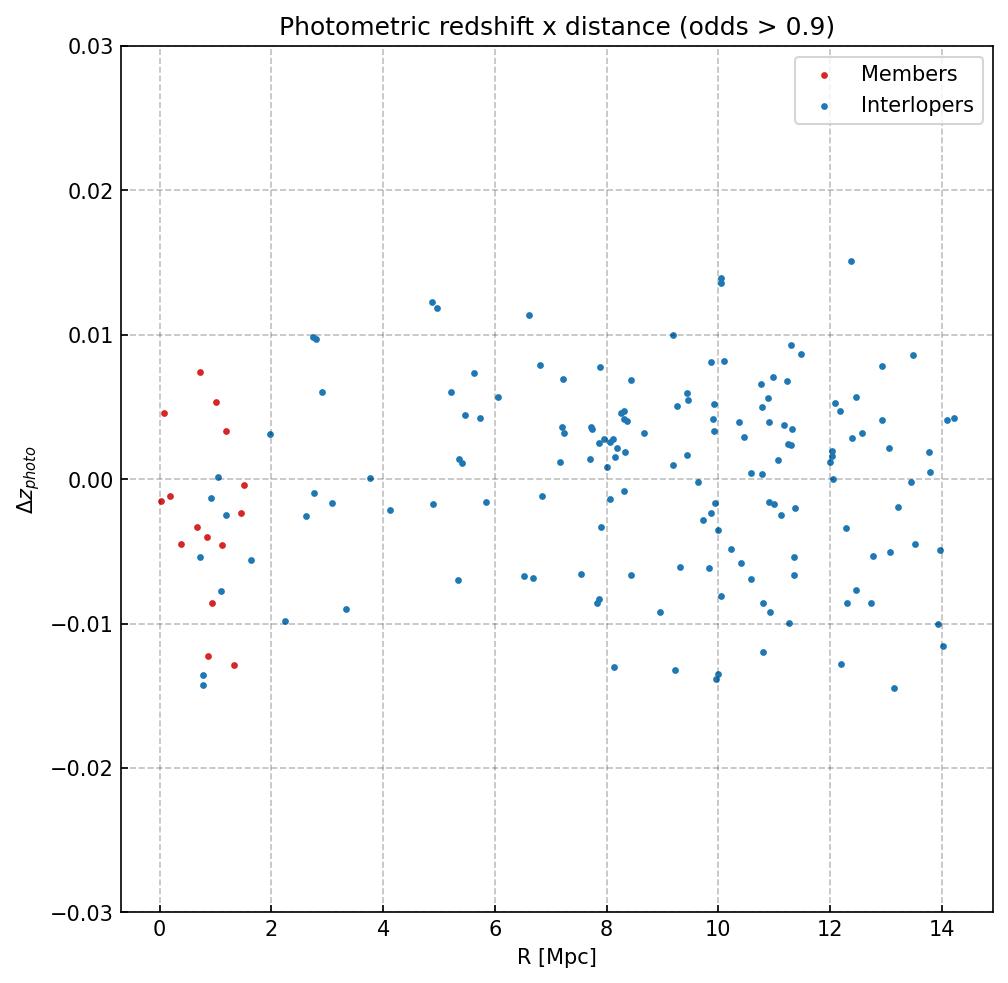 Photometric redshift x distance (odds > 0.9)
Members
Interlopers
0.03
0.02
0.01
0.00
−0.01
−0.02
−0.03
Δz_photo
0 2 4 6 8 10 12 14
R [Mpc]